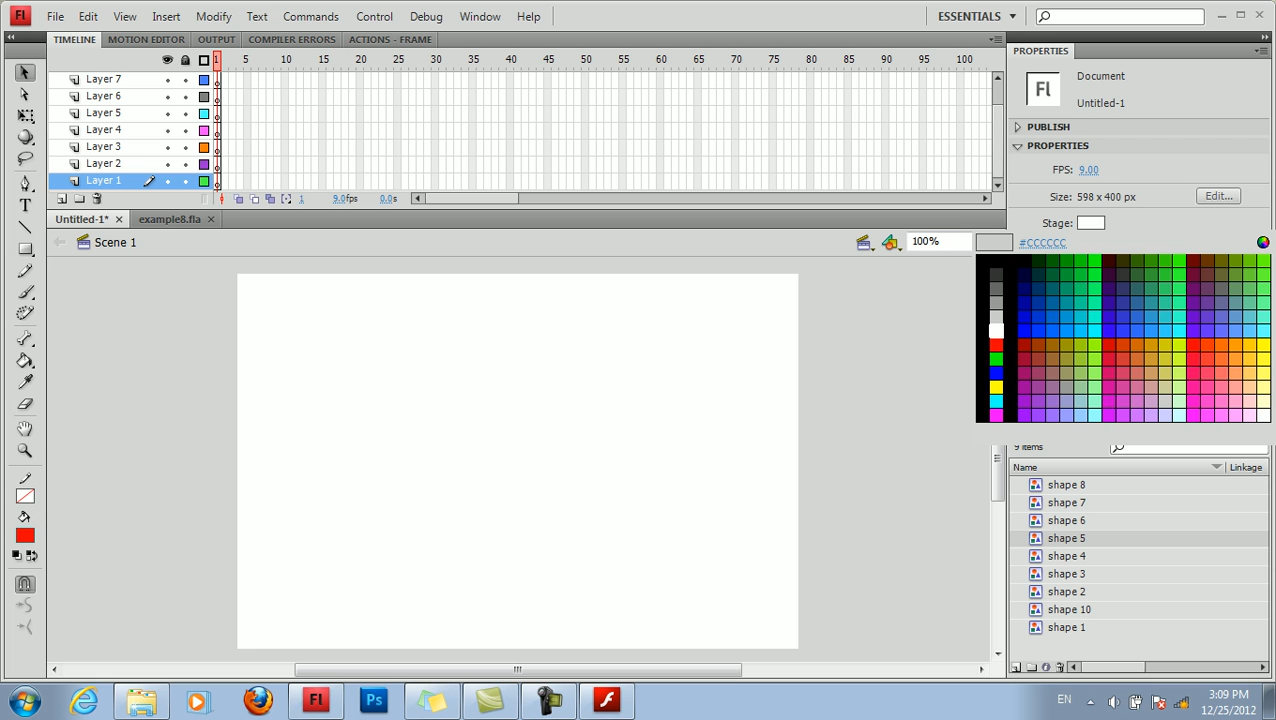 Fl File Edit View Insert Modify Text Commands Control Debug Window Help ESSENTIALS
TIMELINE MOTION EDITOR OUTPUT COMPILER ERRORS ACTIONS - FRAME
1 5 10 15 20 25 30 35 40 45 50 55 60 65 70 75 80 85 90 95 100
Layer 7
Layer 6
Layer 5
Layer 4
Layer 3
Layer 2
Layer 1
1 9.0fps 0.0s
Untitled-1* example8.fla
Scene 1 100%
PROPERTIES
Fl Document
Untitled-1
PUBLISH
PROPERTIES
FPS: 9.00
Size: 598 x 400 px Edit...
Stage:
#CCCCCC
9 items
Name Linkage
shape 8
shape 7
shape 6
shape 5
shape 4
shape 3
shape 2
shape 10
shape 1
T
Fl Ps EN 3:09 PM
12/25/2012